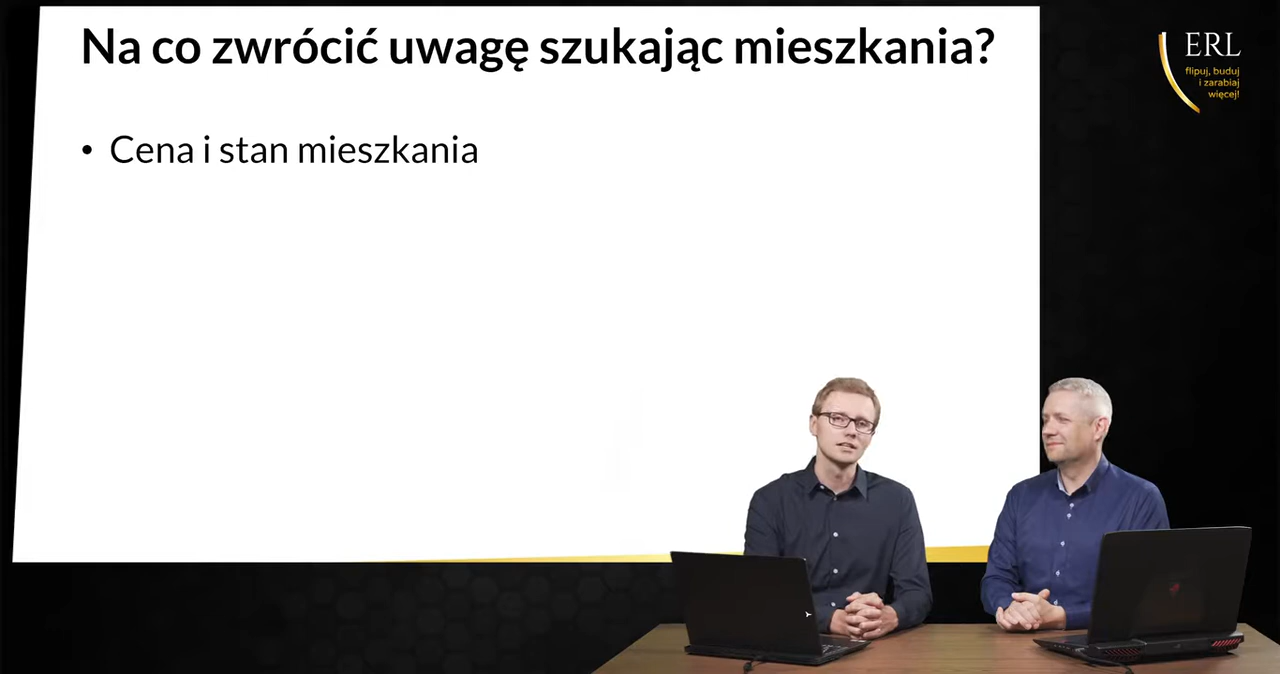 Na co zwrócić uwagę szukając mieszkania?
• Cena i stan mieszkania
ERL
flipuj, buduj
i zarabiaj
więcej!